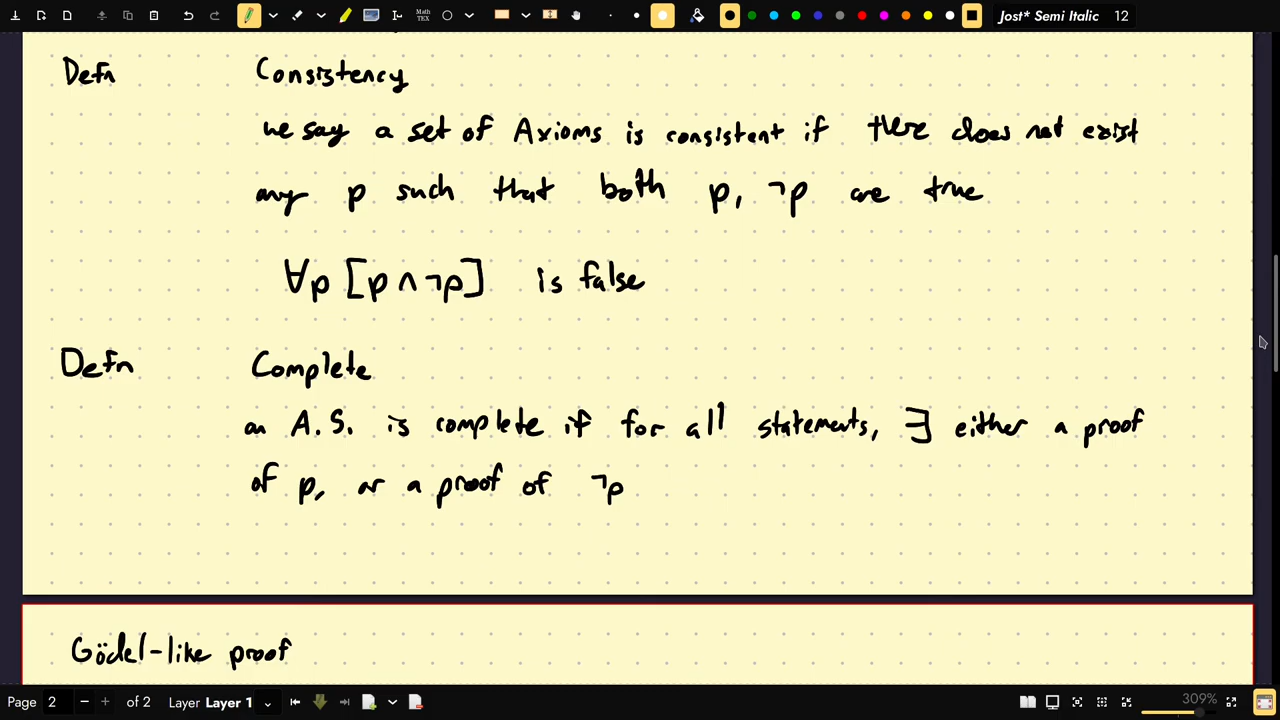 Math
TEX
Jost* Semi Italic 12
Defn Consistency
we say a set of Axioms is consistent if there does not exist
any p such that both p, ¬p are true
∀p [p ∧ ¬p] is false
Defn Complete
an A.S. is complete if for all statements, ∃ either a proof
of p, or a proof of ¬p
Gödel-like proof
Page 2 of 2 Layer Layer 1 309%